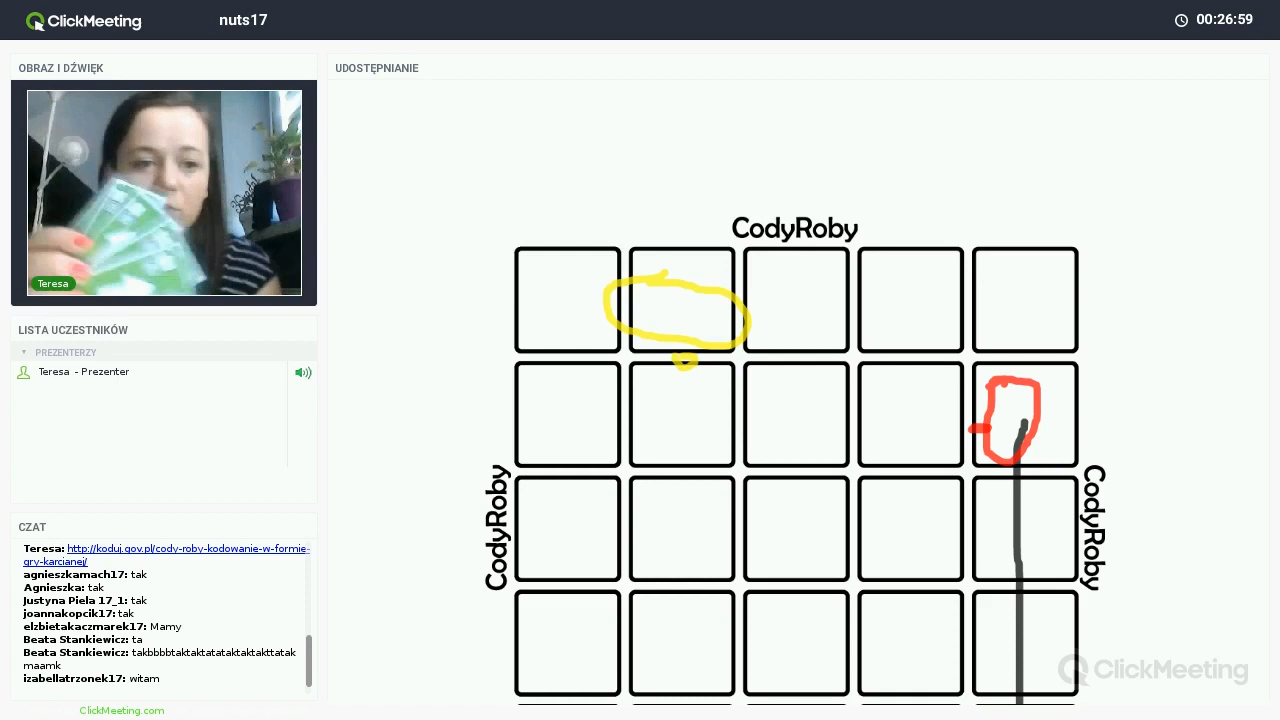 ClickMeeting
nuts17
00:26:59
OBRAZ I DŹWIĘK
UDOSTĘPNIANIE
Teresa
LISTA UCZESTNIKÓW
PREZENTERZY
Teresa - Prezenter
CZAT
Teresa: http://koduj.gov.pl/cody-roby-kodowanie-w-formie-
gry-karcianej/
agnieszkamach17: tak
Agnieszka: tak
Justyna Piela 17_1: tak
joannakopcik17: tak
elzbietakaczmarek17: Mamy
Beata Stankiewicz: ta
Beata Stankiewicz: takbbbbtaktaktatataktaktakttatak
maamk
izabellatrzonek17: witam
ClickMeeting.com
CodyRoby
CodyRoby
CodyRoby
ClickMeeting